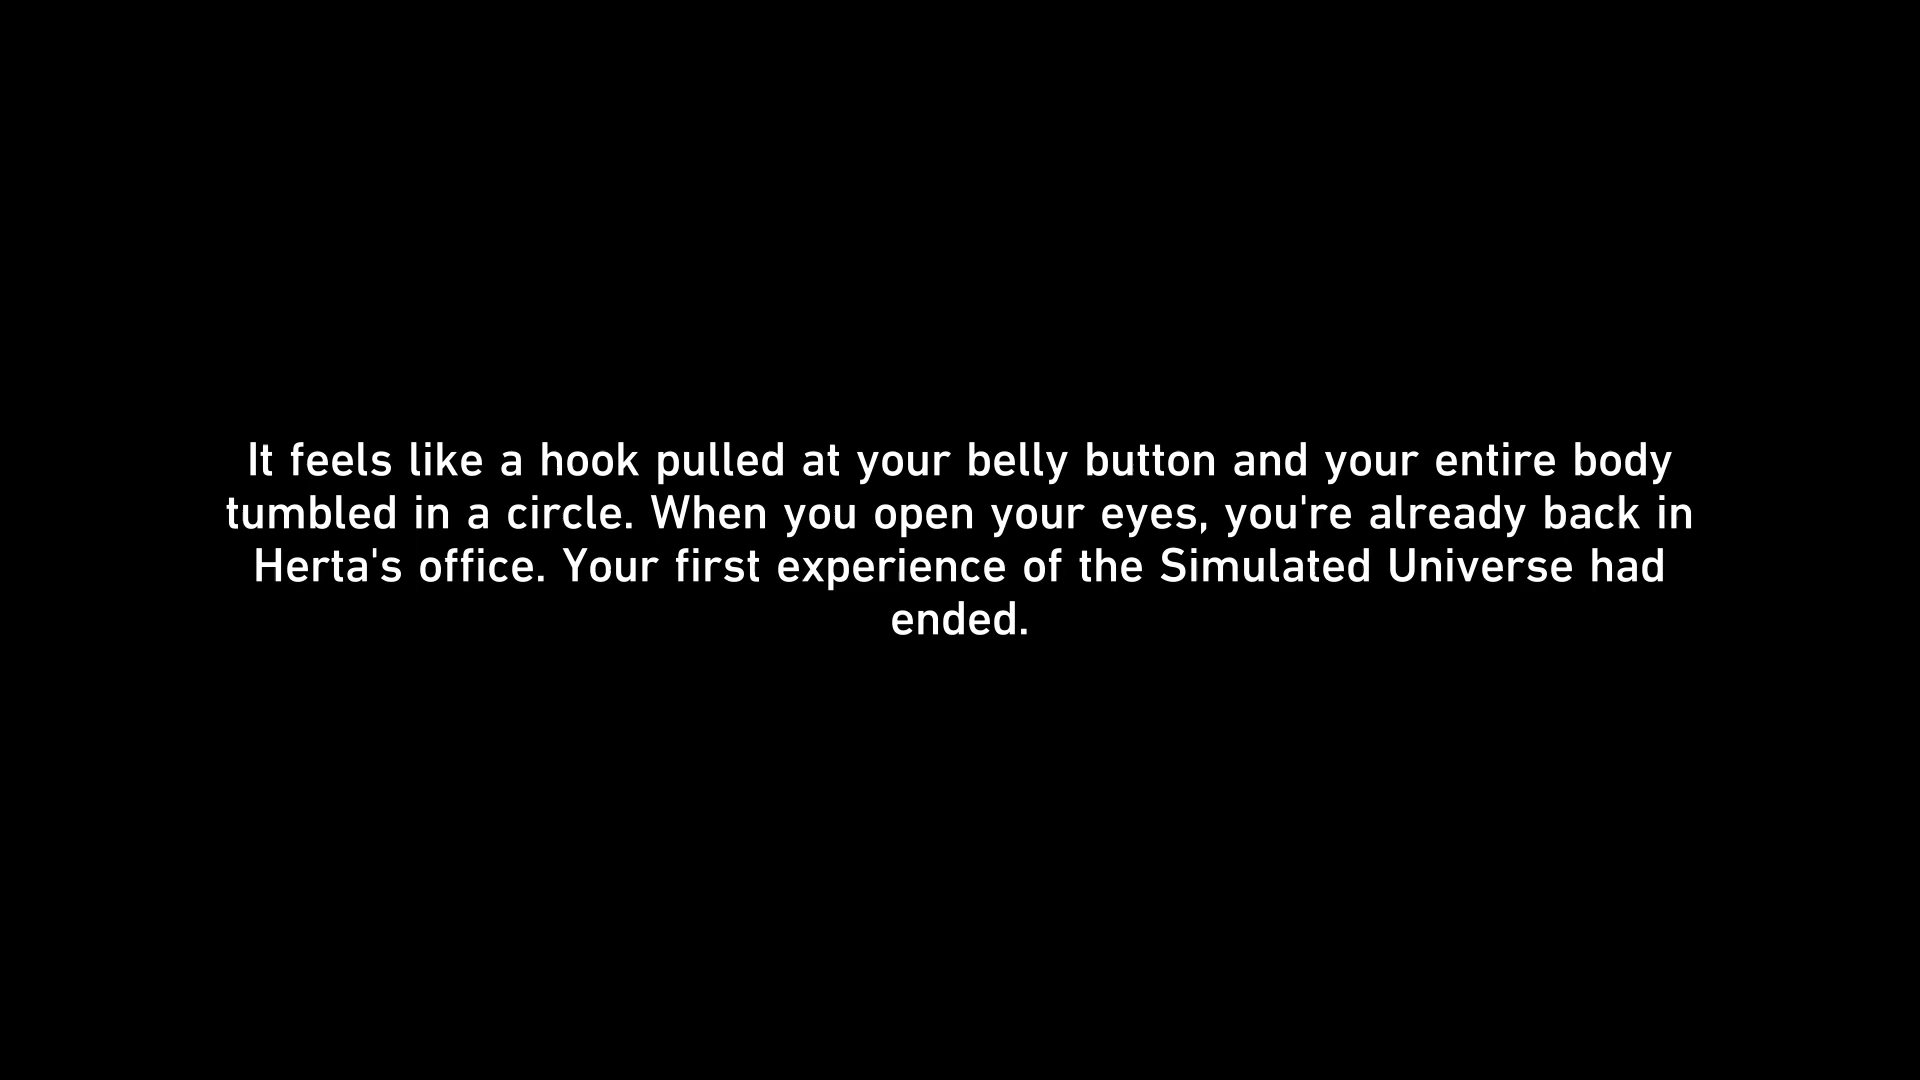 It feels like a hook pulled at your belly button and your entire body
tumbled in a circle. When you open your eyes, you're already back in
Herta's office. Your first experience of the Simulated Universe had
ended.